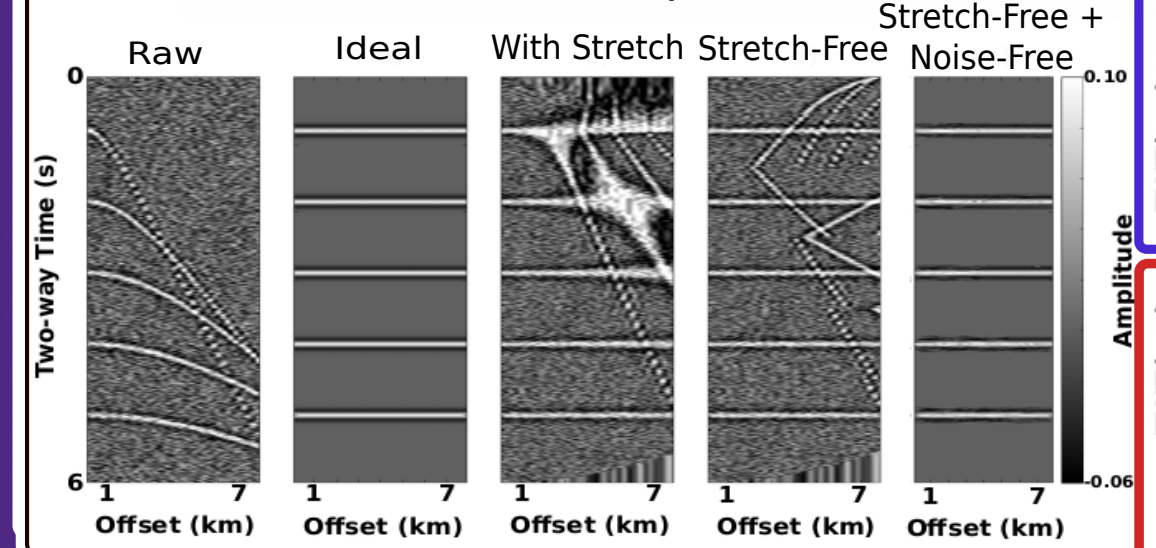 Raw
Ideal
With Stretch
Stretch-Free
Stretch-Free +
Noise-Free
0
6
Two-way Time (s)
1 7
Offset (km)
1 7
Offset (km)
1 7
Offset (km)
1 7
Offset (km)
1 7
Offset (km)
0.10
-0.06
Amplitude